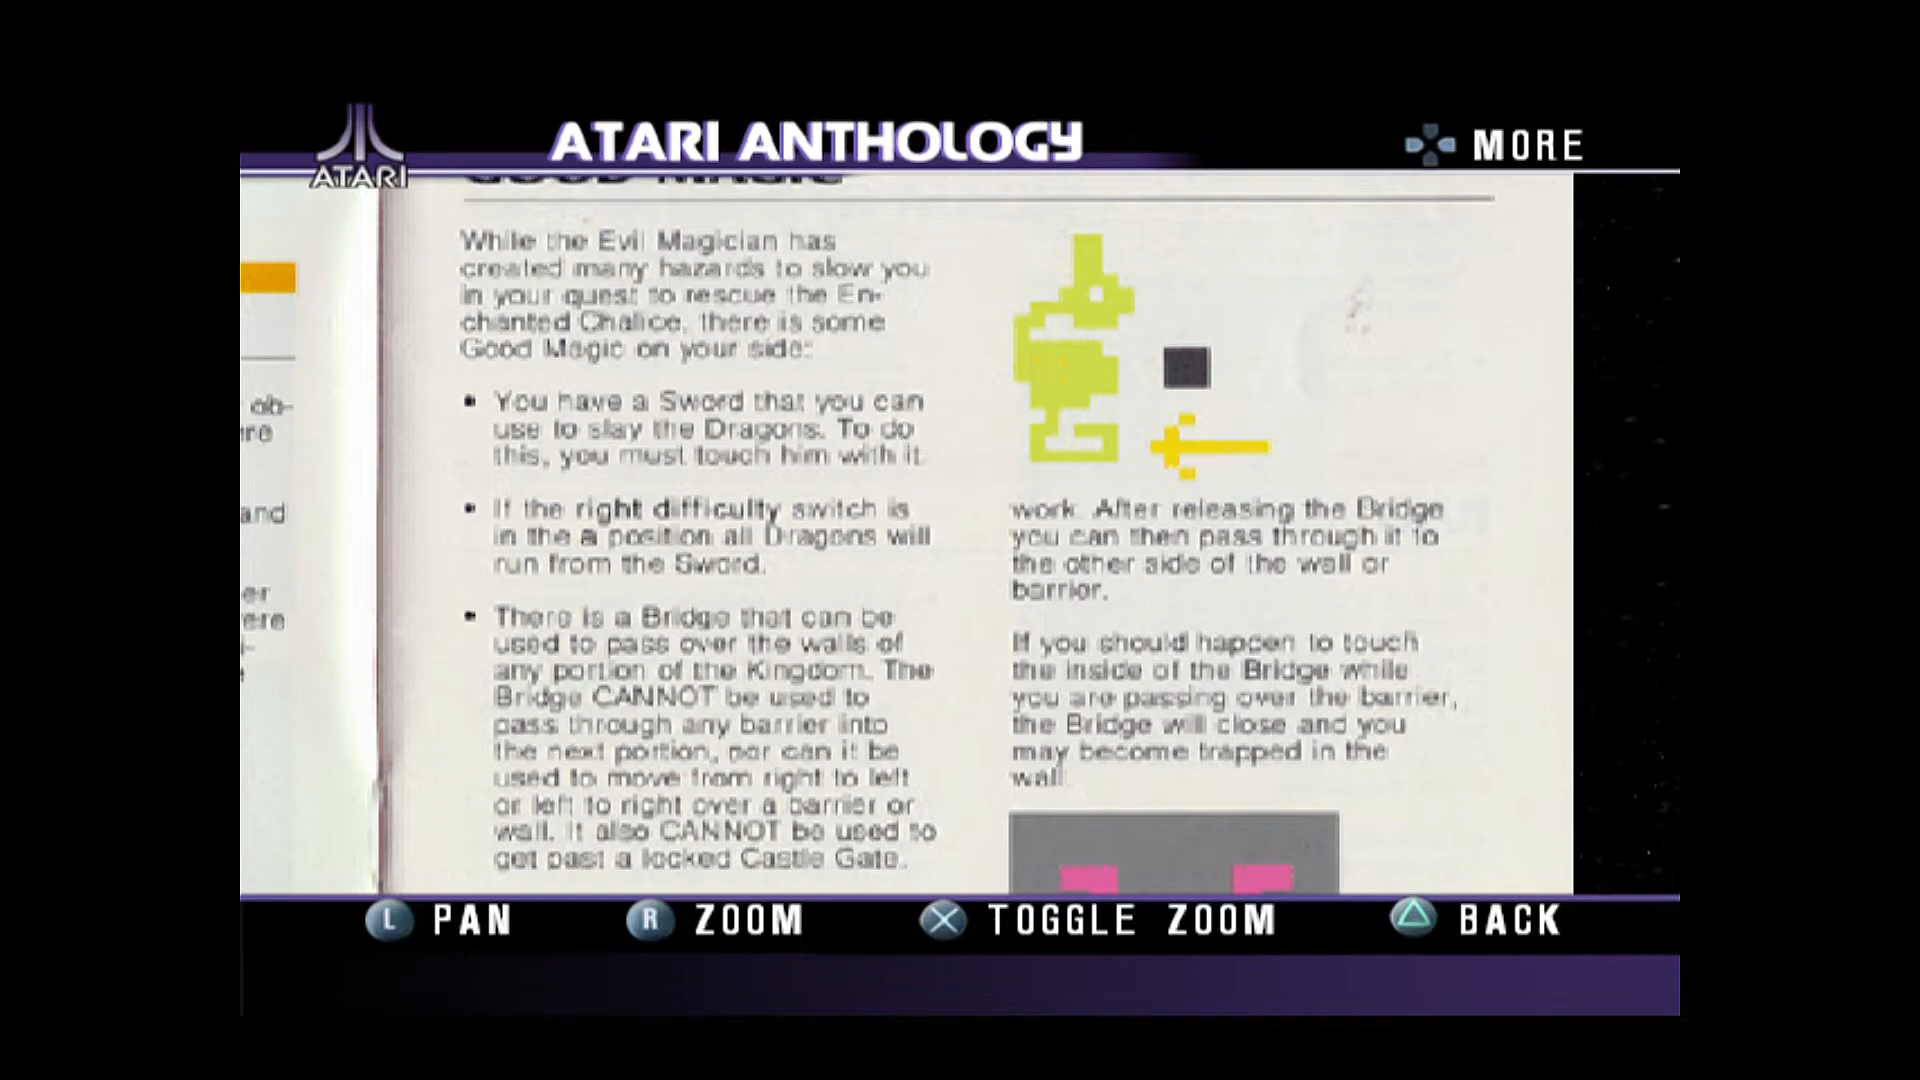 ATARI
ATARI ANTHOLOGY
MORE
GOOD MAGIC
While the Evil Magician has
created many hazards to slow you
in your quest to rescue the En-
chanted Chalice, there is some
Good Magic on your side:
• You have a Sword that you can
use to slay the Dragons. To do
this, you must touch him with it.
• If the right difficulty switch is
in the a position all Dragons will
run from the Sword.
• There is a Bridge that can be
used to pass over the walls of
any portion of the Kingdom. The
Bridge CANNOT be used to
pass through any barrier into
the next portion, nor can it be
used to move from right to left
or left to right over a barrier or
wall. It also CANNOT be used to
get past a locked Castle Gate.
work. After releasing the Bridge
you can then pass through it to
the other side of the wall or
barrier.
If you should happen to touch
the inside of the Bridge while
you are passing over the barrier,
the Bridge will close and you
may become trapped in the
wall.
ob-
and
L PAN
R ZOOM
TOGGLE ZOOM
BACK